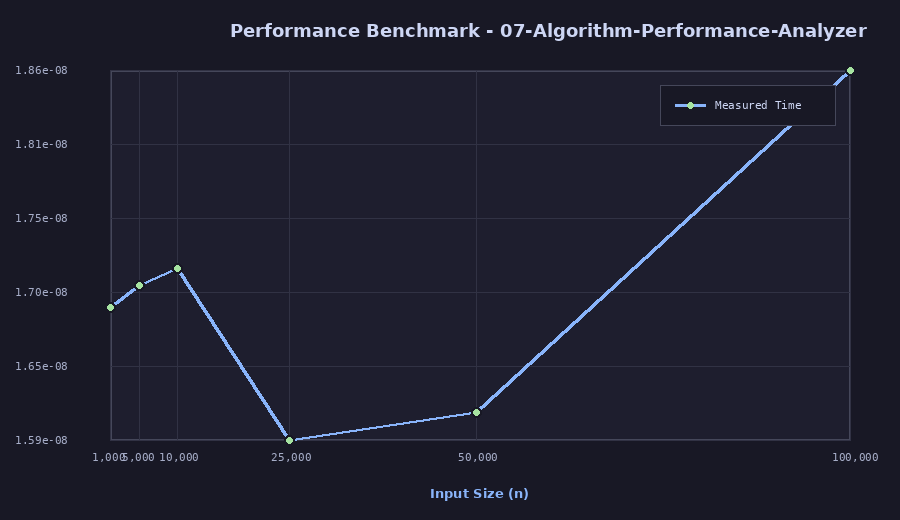 Performance Benchmark - 07-Algorithm-Performance-Analyzer
1.86e-08
Measured Time
1.81e-08
1.75e-08
1.70e-08
1.65e-08
1.59e-08
1,000 5,000 10,000 25,000 50,000 100,000
Input Size (n)